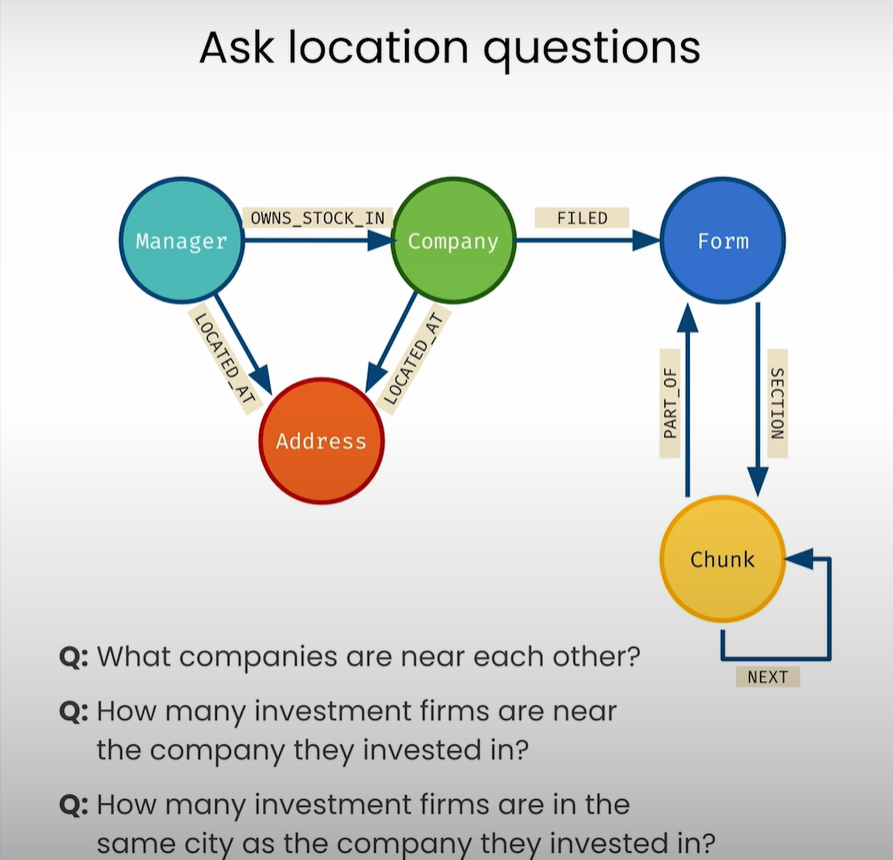 Ask location questions
Manager
OWNS_STOCK_IN
Company
FILED
Form
LOCATED_AT
LOCATED_AT
Address
PART_OF
SECTION
Chunk
NEXT
Q: What companies are near each other?
Q: How many investment firms are near
the company they invested in?
Q: How many investment firms are in the
same city as the company they invested in?